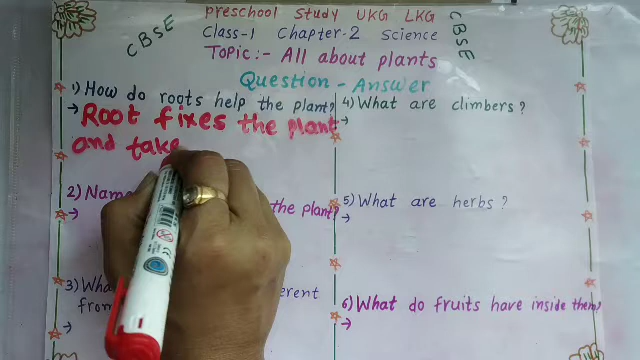 preschool Study UKG LKG
CBSE
CBSE
Class-1 Chapter-2 Science
Topic:- All about plants
Question - Answer
1) How do roots help the plant?
→ Root fixes the plant
and take
2) Nam
the plant?
→
3) Wha
erent
from
→
4) What are climbers?
→
5) What are herbs?
→
6) What do fruits have inside them?
→